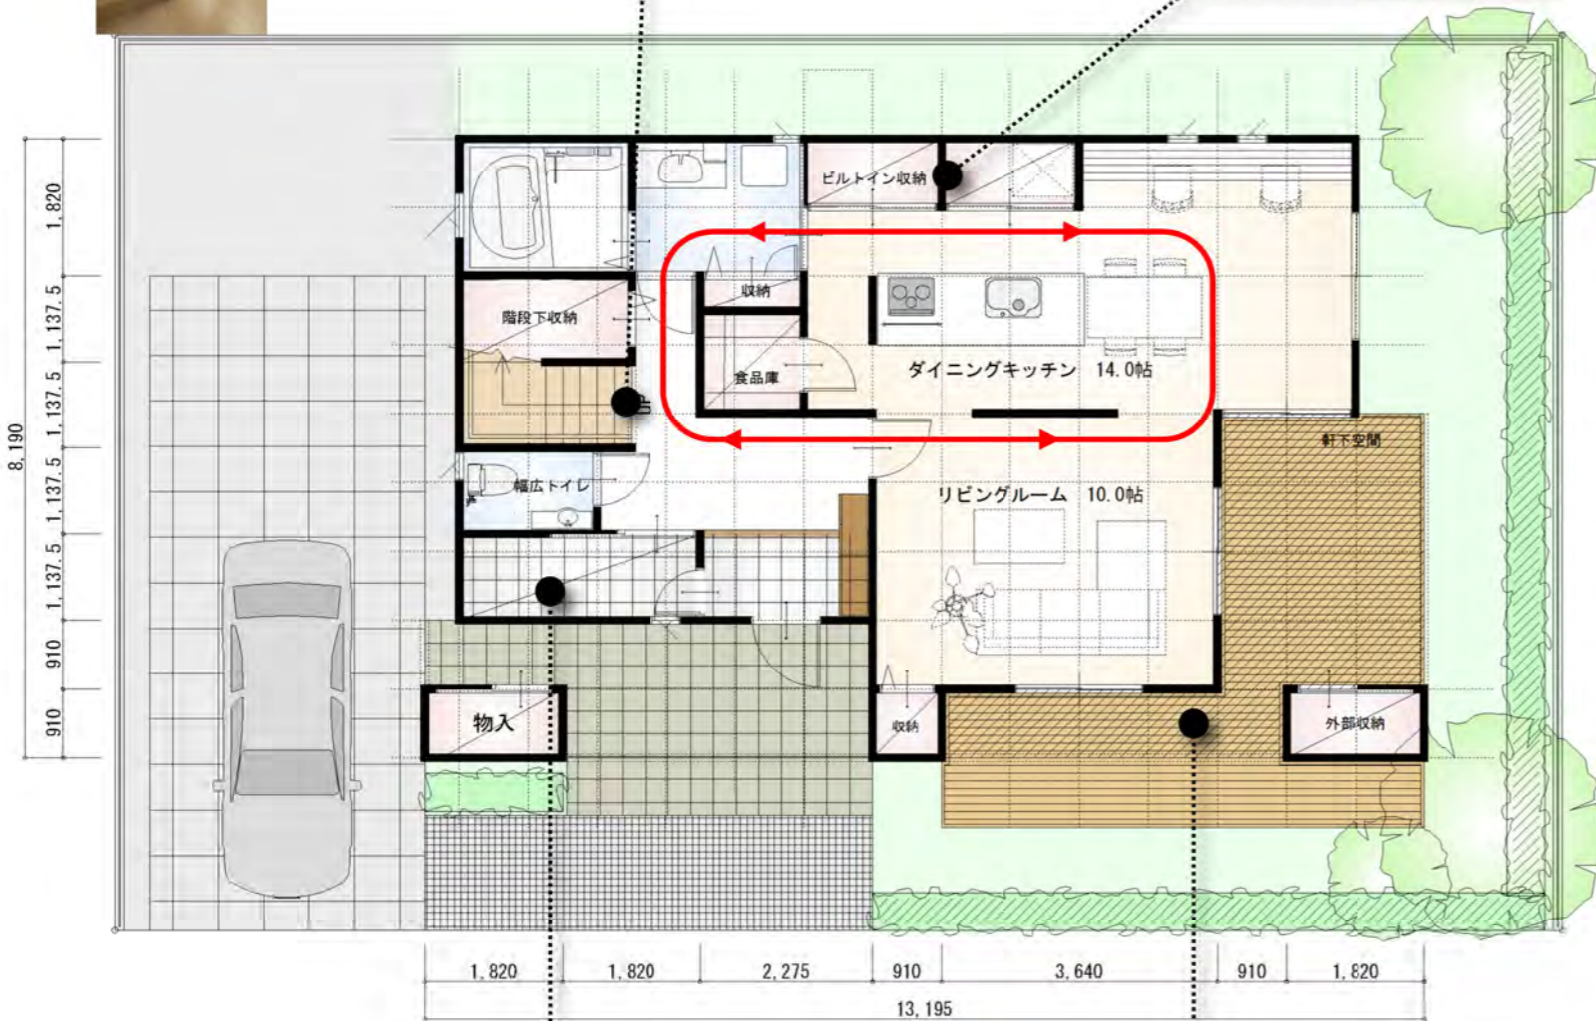 ビルトイン収納
収納
階段下収納
食品庫
ダイニングキッチン 14.0帖
UP
軒下空間
幅広トイレ
リビングルーム 10.0帖
物入
収納
外部収納
1,820
1,137.5
1,137.5
1,137.5
1,137.5
910
910
8,190
1,820
1,820
2,275
910
3,640
910
1,820
13,195